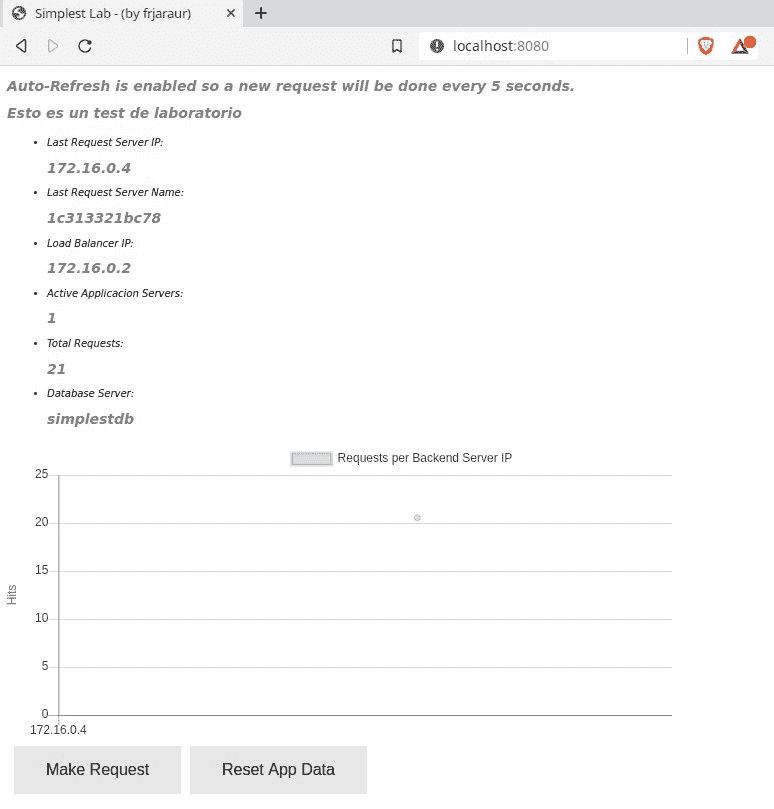 Simplest Lab - (by frjaraur)
localhost:8080
Auto-Refresh is enabled so a new request will be done every 5 seconds.
Esto es un test de laboratorio
Last Request Server IP:
172.16.0.4
Last Request Server Name:
1c313321bc78
Load Balancer IP:
172.16.0.2
Active Applicacion Servers:
1
Total Requests:
21
Database Server:
simplestdb
Requests per Backend Server IP
25
20
15
Hits
10
5
0
172.16.0.4
Make Request Reset App Data